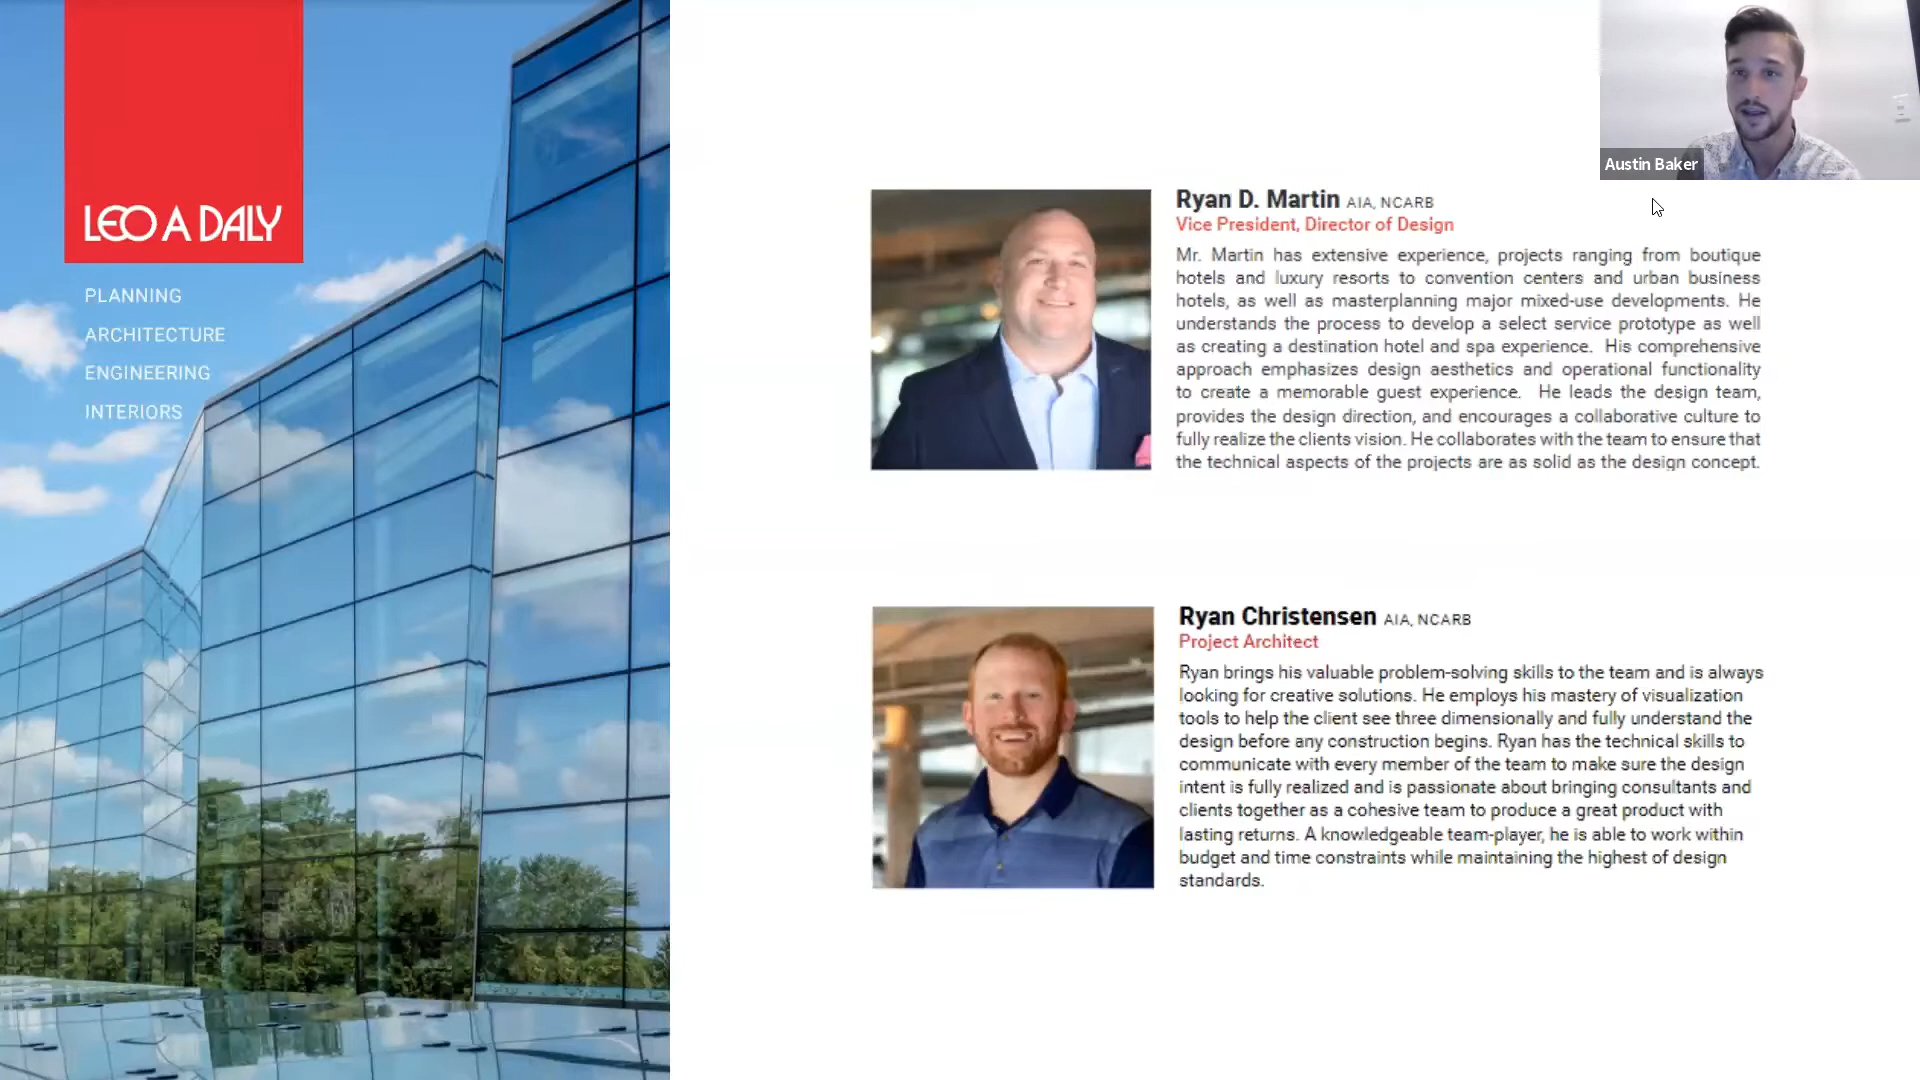 LEO A DALY
PLANNING
ARCHITECTURE
ENGINEERING
INTERIORS
Austin Baker
Ryan D. Martin AIA, NCARB
Vice President, Director of Design
Mr. Martin has extensive experience, projects ranging from boutique
hotels and luxury resorts to convention centers and urban business
hotels, as well as masterplanning major mixed-use developments. He
understands the process to develop a select service prototype as well
as creating a destination hotel and spa experience. His comprehensive
approach emphasizes design aesthetics and operational functionality
to create a memorable guest experience. He leads the design team,
provides the design direction, and encourages a collaborative culture to
fully realize the clients vision. He collaborates with the team to ensure that
the technical aspects of the projects are as solid as the design concept.
Ryan Christensen AIA, NCARB
Project Architect
Ryan brings his valuable problem-solving skills to the team and is always
looking for creative solutions. He employs his mastery of visualization
tools to help the client see three dimensionally and fully understand the
design before any construction begins. Ryan has the technical skills to
communicate with every member of the team to make sure the design
intent is fully realized and is passionate about bringing consultants and
clients together as a cohesive team to produce a great product with
lasting returns. A knowledgeable team-player, he is able to work within
budget and time constraints while maintaining the highest of design
standards.